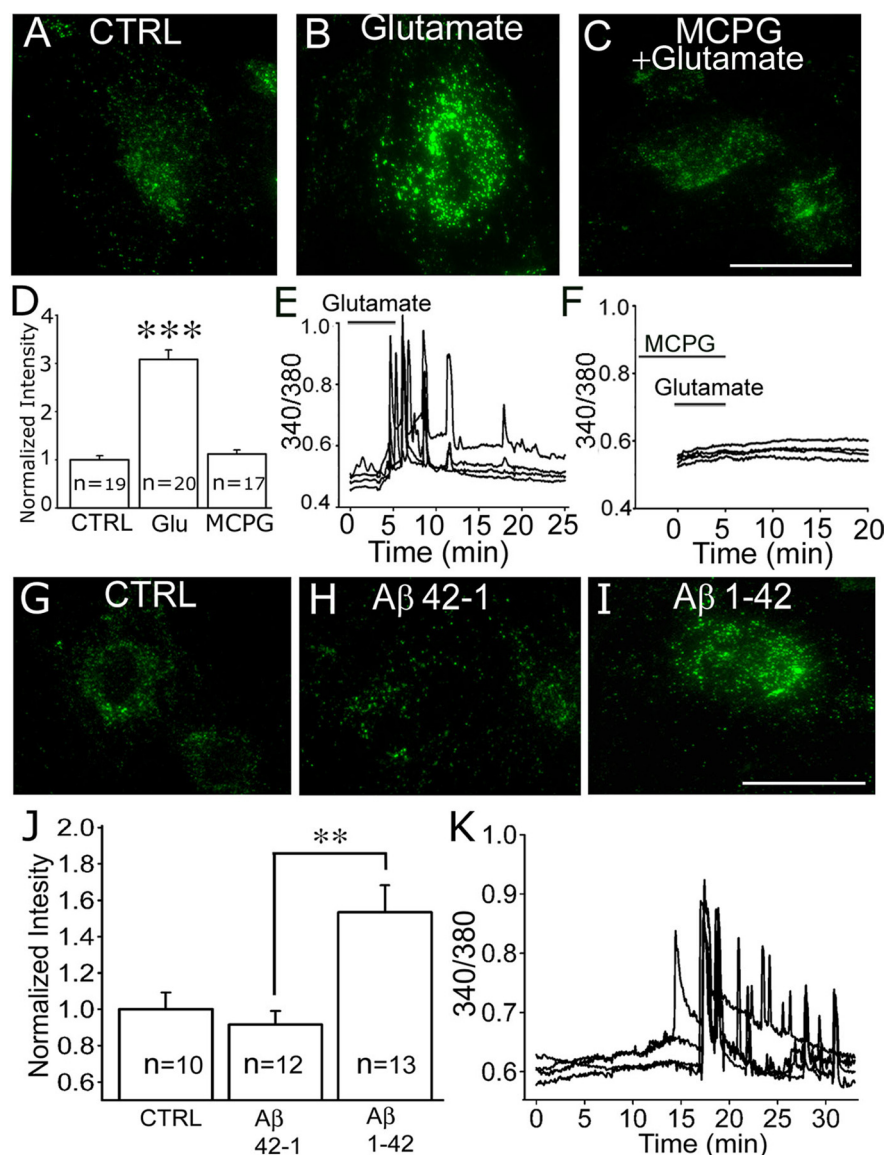 A CTRL
B Glutamate
C MCPG
+Glutamate
D
Normalized Intensity
4
3
2
1
0
***
n=19
n=20
n=17
CTRL
Glu
MCPG
E
Glutamate
340/380
1.0
0.8
0.6
0.4
0 5 10 15 20 25
Time (min)
F
MCPG
Glutamate
340/380
1.0
0.8
0.6
0.4
0 5 10 15 20
Time (min)
G CTRL
H Aβ 42-1
I Aβ 1-42
J
Normalized Intesity
2.0
1.8
1.6
1.4
1.2
1.0
0.8
0.6
**
n=10
n=12
n=13
CTRL
Aβ
42-1
Aβ
1-42
K
340/380
1.0
0.9
0.8
0.7
0.6
0 5 10 15 20 25 30
Time (min)